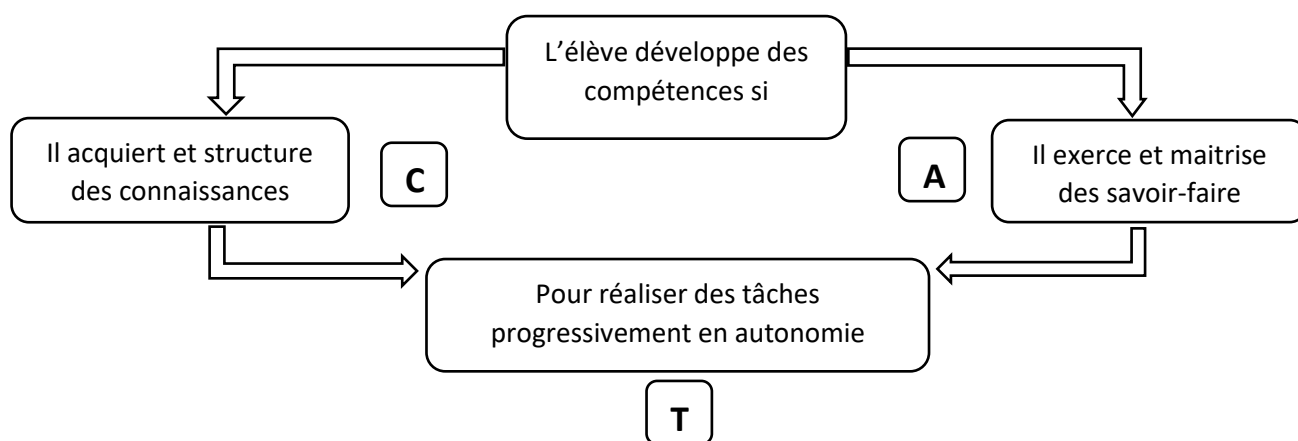 L’élève développe des
compétences si
Il acquiert et structure
des connaissances
C
A
Il exerce et maitrise
des savoir-faire
Pour réaliser des tâches
progressivement en autonomie
T